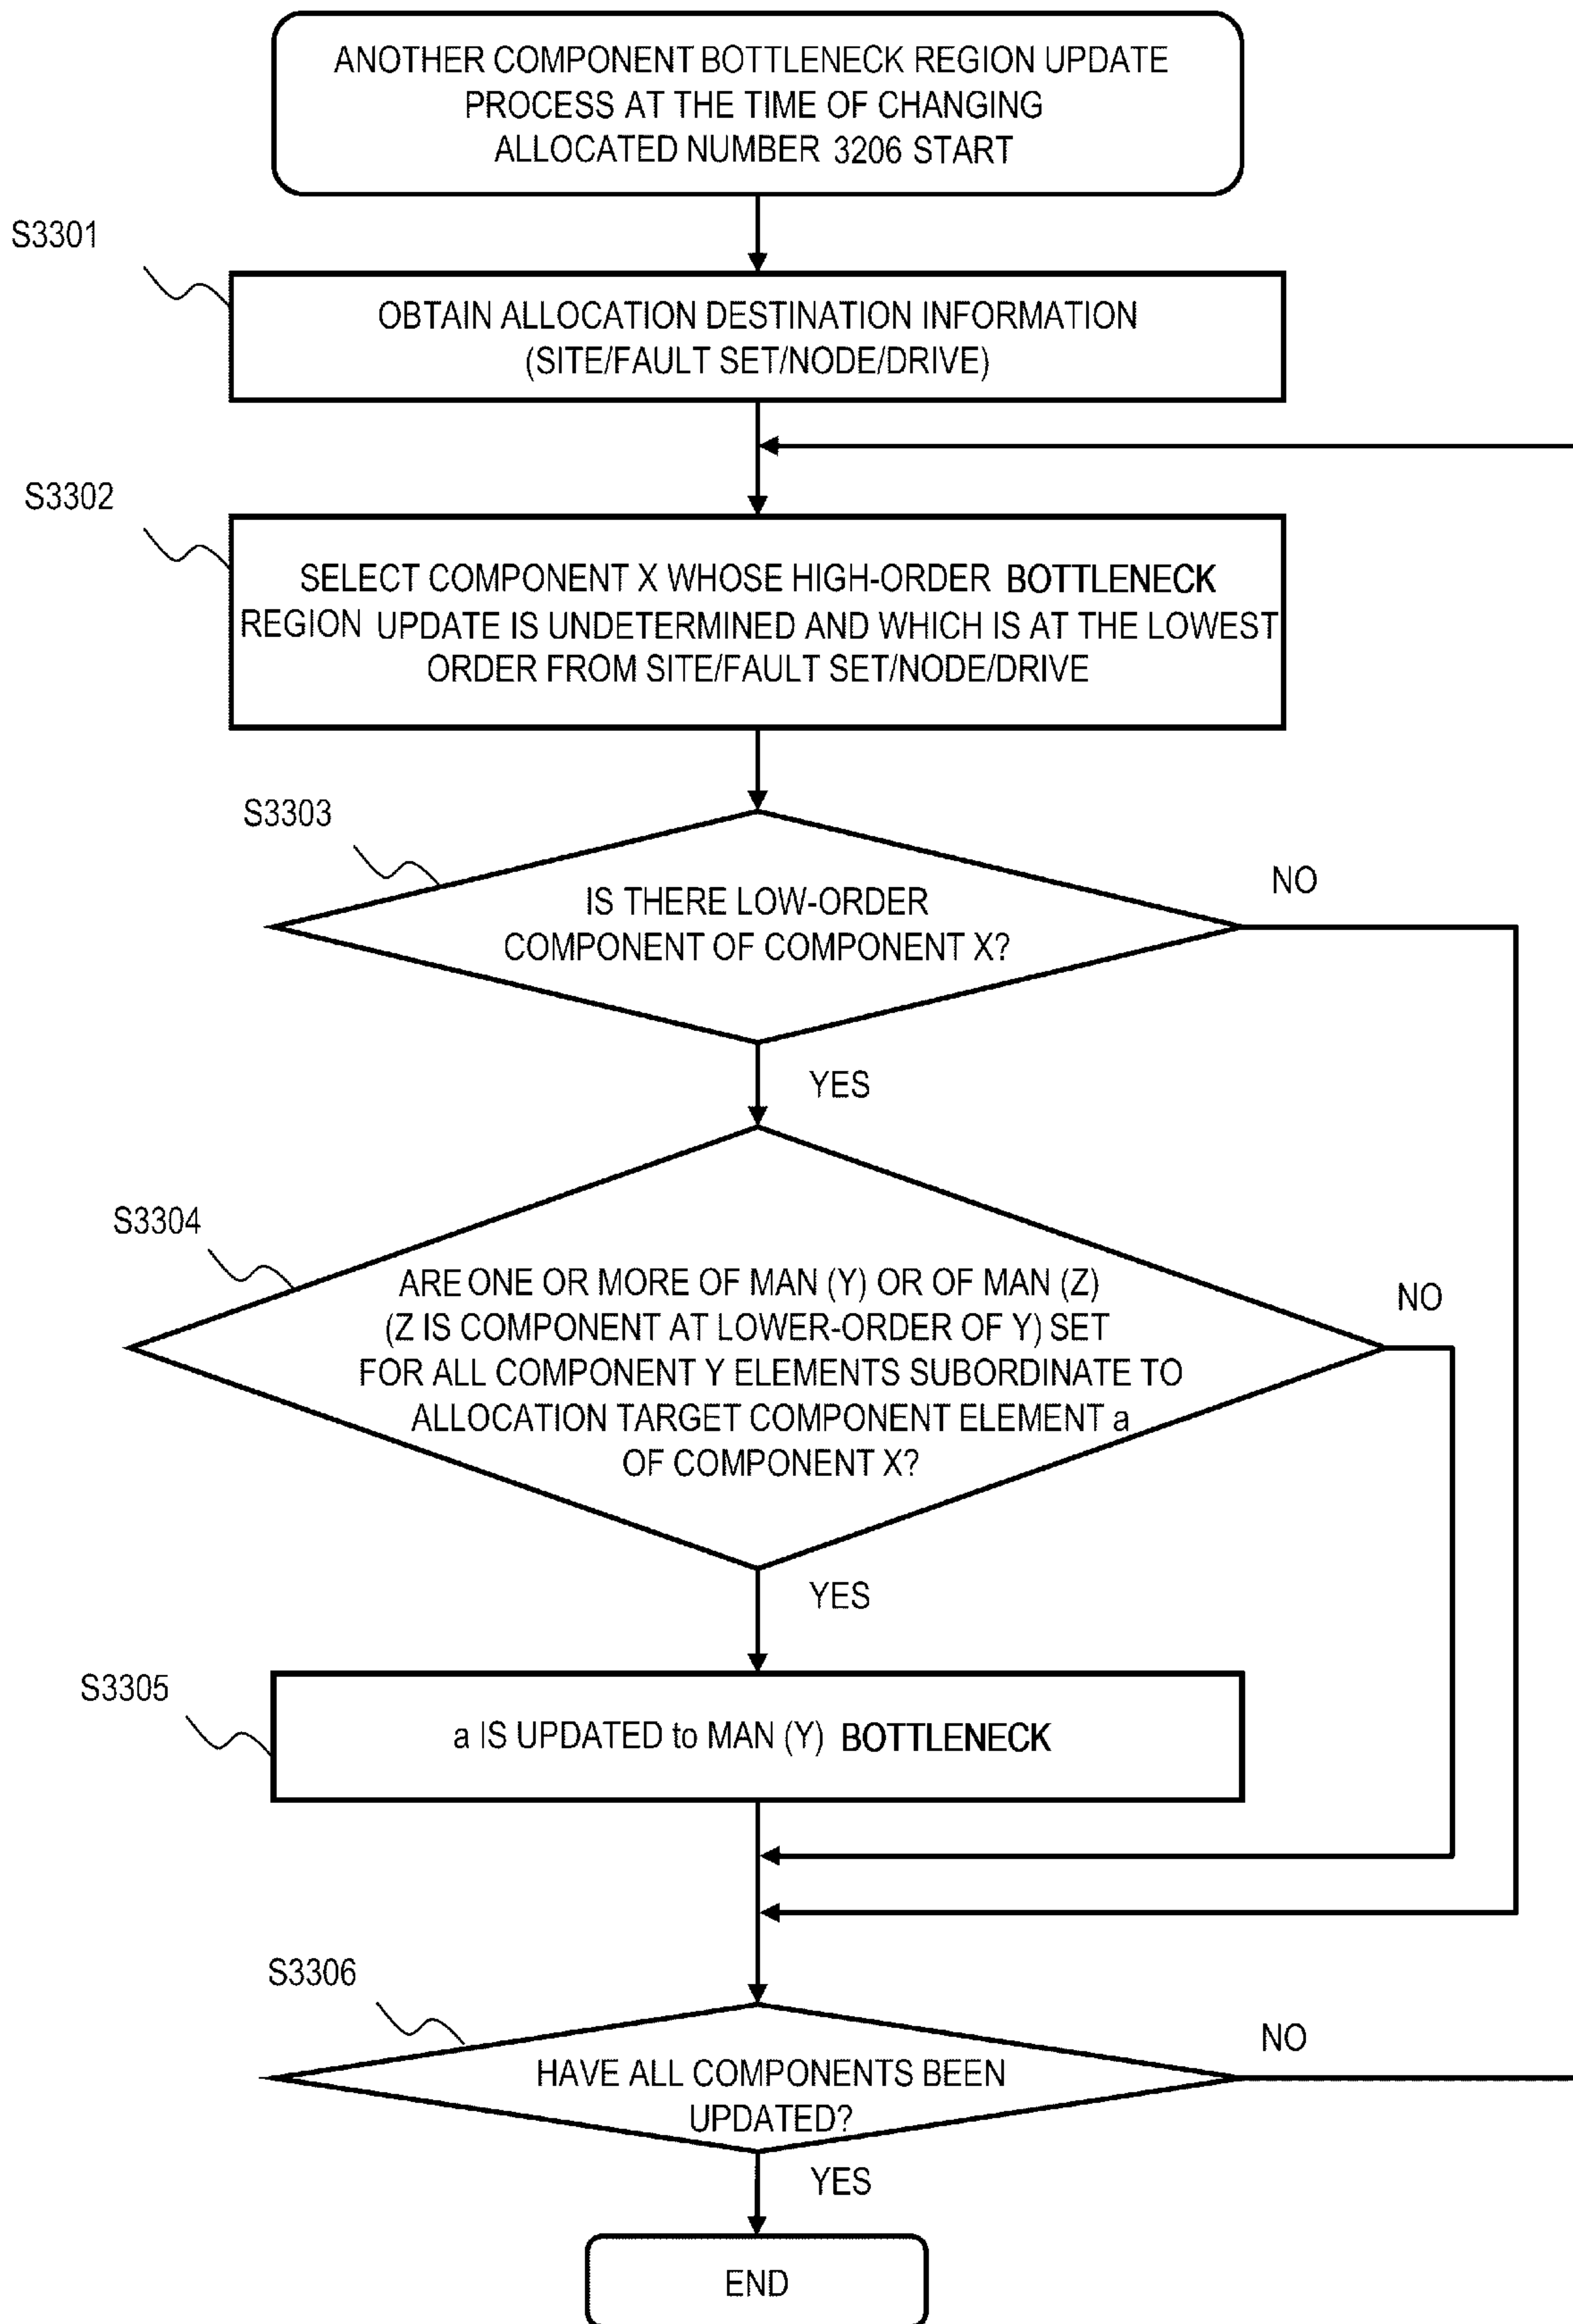 ANOTHER COMPONENT BOTTLENECK REGION UPDATE
PROCESS AT THE TIME OF CHANGING
ALLOCATED NUMBER 3206 START
S3301
OBTAIN ALLOCATION DESTINATION INFORMATION
(SITE/FAULT SET/NODE/DRIVE)
S3302
SELECT COMPONENT X WHOSE HIGH-ORDER BOTTLENECK
REGION UPDATE IS UNDETERMINED AND WHICH IS AT THE LOWEST
ORDER FROM SITE/FAULT SET/NODE/DRIVE
S3303
IS THERE LOW-ORDER
COMPONENT OF COMPONENT X?
NO
YES
S3304
ARE ONE OR MORE OF MAN (Y) OR OF MAN (Z)
(Z IS COMPONENT AT LOWER-ORDER OF Y) SET
FOR ALL COMPONENT Y ELEMENTS SUBORDINATE TO
ALLOCATION TARGET COMPONENT ELEMENT a
OF COMPONENT X?
NO
YES
S3305
a IS UPDATED to MAN (Y) BOTTLENECK
S3306
HAVE ALL COMPONENTS BEEN
UPDATED?
NO
YES
END